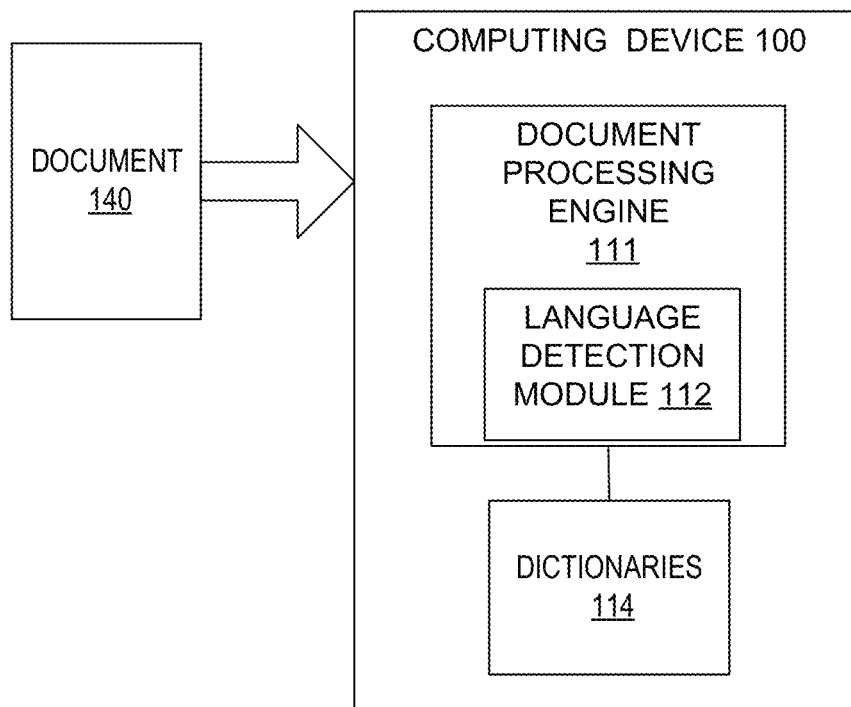 COMPUTING DEVICE 100
DOCUMENT
140
DOCUMENT
PROCESSING
ENGINE
111
LANGUAGE
DETECTION
MODULE 112
DICTIONARIES
114